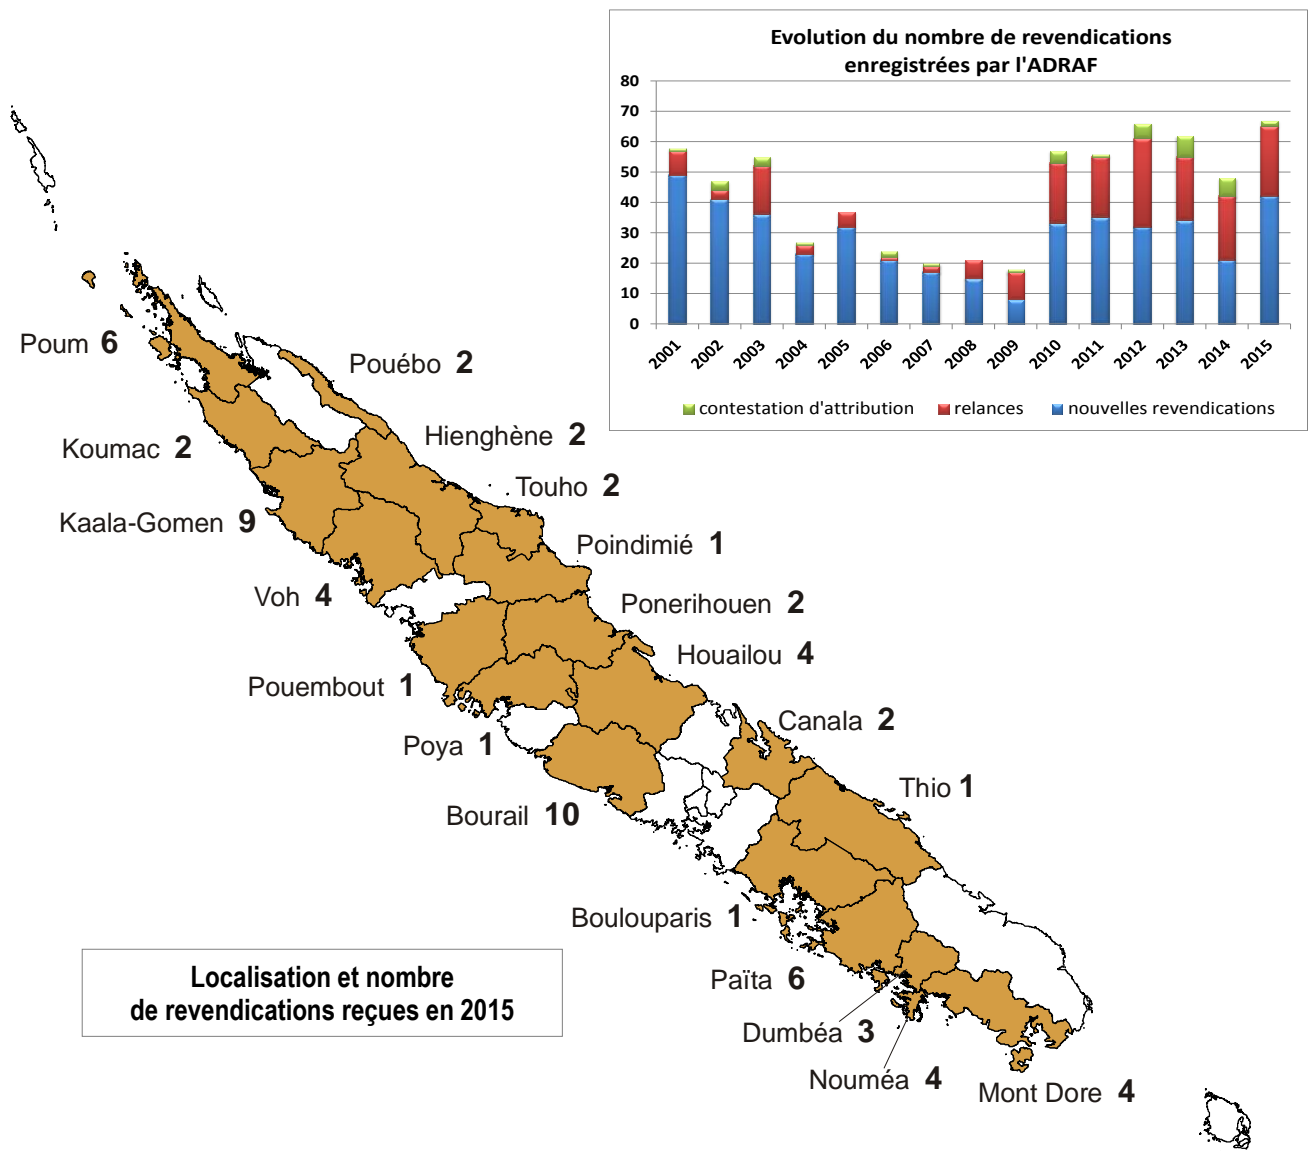 Evolution du nombre de revendications
enregistrées par l'ADRAF
80
70
60
50
40
30
20
10
0
2001
2002
2003
2004
2005
2006
2007
2008
2009
2010
2011
2012
2013
2014
2015
contestation d'attribution
relances
nouvelles revendications
Poum 6
Pouébo 2
Hienghène 2
Koumac 2
Touho 2
Kaala-Gomen 9
Poindimié 1
Voh 4
Ponerihouen 2
Houailou 4
Pouembout 1
Canala 2
Poya 1
Thio 1
Bourail 10
Boulouparis 1
Païta 6
Dumbéa 3
Nouméa 4
Mont Dore 4
Localisation et nombre
de revendications reçues en 2015